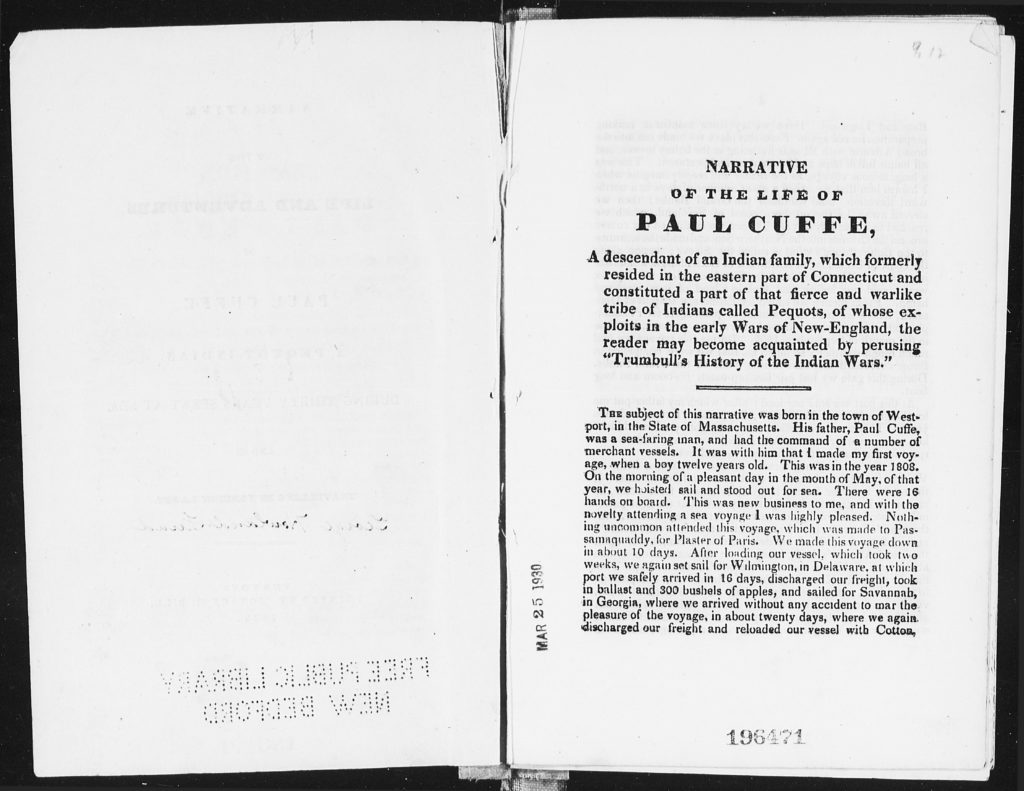 NARRATIVE
OF THE LIFE OF
PAUL CUFFE,
A descendant of an Indian family, which formerly
resided in the eastern part of Connecticut and
constituted a part of that fierce and warlike
tribe of Indians called Pequots, of whose ex-
ploits in the early Wars of New-England, the
reader may become acquainted by perusing
"Trumbull's History of the Indian Wars."
THE subject of this narrative was born in the town of West-
port, in the State of Massachusetts. His father, Paul Cuffe,
was a sea-faring man, and had the command of a number of
merchant vessels. It was with him that I made my first voy-
age, when a boy twelve years old. This was in the year 1808.
On the morning of a pleasant day in the month of May, of that
year, we hoisted sail and stood out for sea. There were 16
hands on board. This was new business to me, and with the
novelty attending a sea voyage I was highly pleased. Noth-
ing uncommon attended this voyage, which was made to Pas-
samaquaddy, for Plaster of Paris. We made this voyage down
in about 10 days. After loading our vessel, which took two
weeks, we again set sail for Wilmington, in Delaware, at which
port we safely arrived in 16 days, discharged our freight, took
in ballast and 300 bushels of apples, and sailed for Savannah,
in Georgia, where we arrived without any accident to mar the
pleasure of the voyage, in about twenty days, where we again
discharged our freight and reloaded our vessel with Cotton,
MAR 25 1930
196471
FREE PUBLIC LIBRARY
NEW BEDFORD